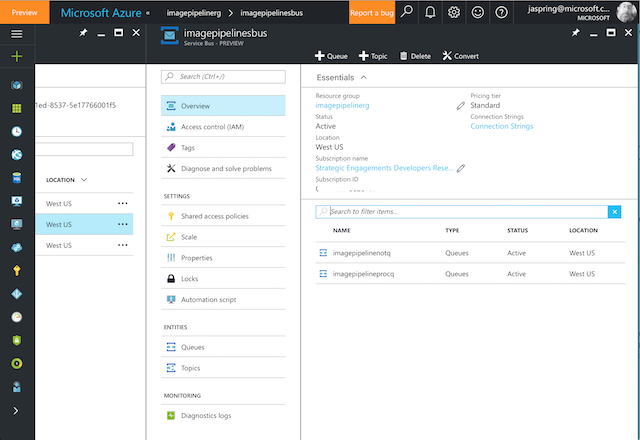 Preview
Microsoft Azure « imagepipelinerg > imagepipelinesbus
Report a bug
jaspring@microsoft.c...
MICROSOFT
imagepipelinesbus
Service Bus - PREVIEW
Queue Topic Delete Convert
1ed-8537-5e17766001f5
LOCATION
West US ...
West US ...
West US ...
Search (Ctrl+/)
Overview
Access control (IAM)
Tags
Diagnose and solve problems
SETTINGS
Shared access policies
Scale
Properties
Locks
Automation script
ENTITIES
Queues
Topics
MONITORING
Diagnostics logs
Essentials
Resource group
imagepipelinerg
Status
Active
Location
West US
Subscription name
Strategic Engagements Developers Rese...
Subscription ID
Pricing tier
Standard
Connection Strings
Connection Strings
Search to filter items...
NAME TYPE STATUS LOCATION
imagepipelinenotq Queues Active West US
imagepipelineprocq Queues Active West US